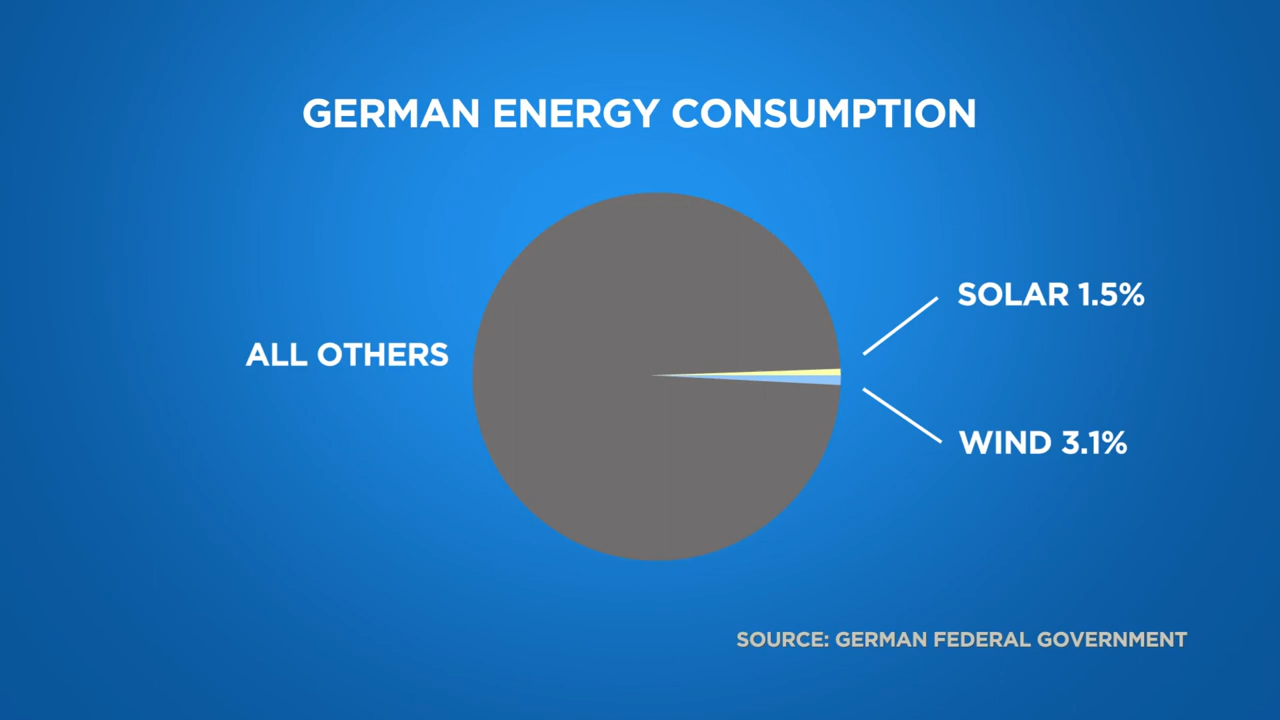 GERMAN ENERGY CONSUMPTION
SOLAR 1.5%
ALL OTHERS
WIND 3.1%
SOURCE: GERMAN FEDERAL GOVERNMENT